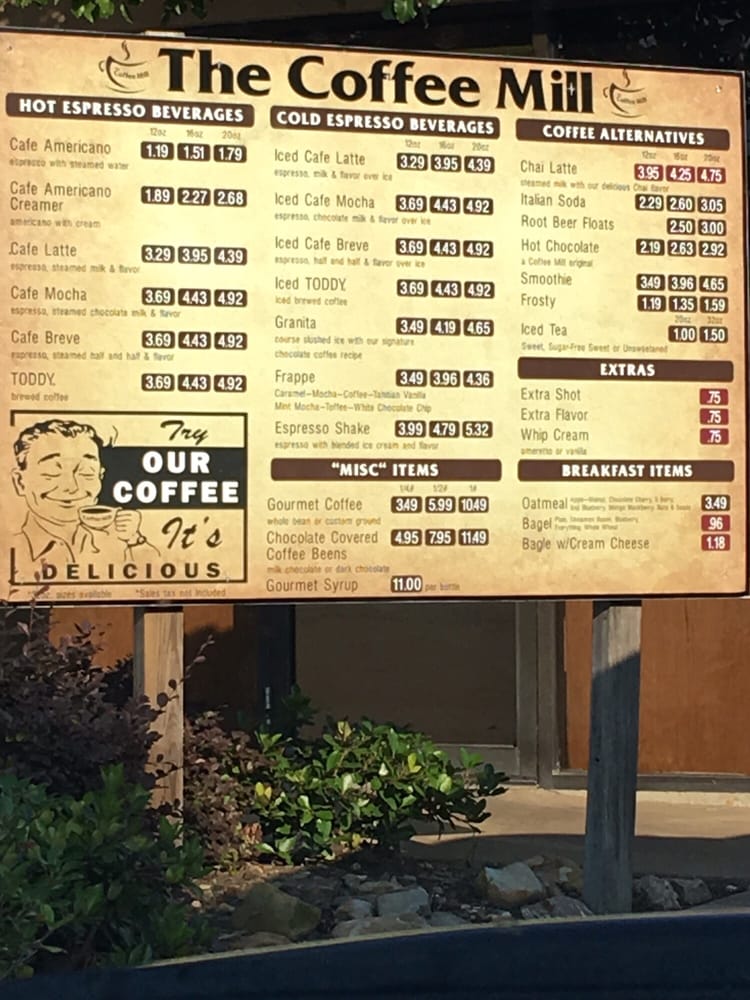 The Coffee Mill
HOT ESPRESSO BEVERAGES
12oz 16oz 20oz
Cafe Americano 1.19 1.51 1.79
espresso with steamed water
Cafe Americano
Creamer 1.89 2.27 2.68
americano with cream
Cafe Latte 3.29 3.95 4.39
espresso, steamed milk & flavor
Cafe Mocha 3.69 4.43 4.92
espresso, steamed chocolate milk & flavor
Cafe Breve 3.69 4.43 4.92
espresso, steamed half and half & flavor
TODDY 3.69 4.43 4.92
brewed coffee
Try
OUR
COFFEE
It's
DELICIOUS
sizes available *Sales tax not included
COLD ESPRESSO BEVERAGES
12oz 16oz 20oz
Iced Cafe Latte 3.29 3.95 4.39
espresso, milk & flavor over ice
Iced Cafe Mocha 3.69 4.43 4.92
espresso, chocolate milk & flavor over ice
Iced Cafe Breve 3.69 4.43 4.92
espresso, half and half & flavor over ice
Iced TODDY 3.69 4.43 4.92
iced brewed coffee
Granita 3.49 4.19 4.65
course slushed ice with our signature
chocolate coffee recipe
Frappe 3.49 3.96 4.36
Caramel-Mocha-Coffee-Tahitian Vanilla
Mint Mocha-Toffee-White Chocolate Chip
Espresso Shake 3.99 4.79 5.32
espresso with blended ice cream and flavor
"MISC" ITEMS
1/4# 1/2# 1#
Gourmet Coffee 3.49 5.99 10.49
whole bean or custom ground
Chocolate Covered 4.95 7.95 11.49
Coffee Beens
milk chocolate or dark chocolate
Gourmet Syrup 11.00 per bottle
COFFEE ALTERNATIVES
12oz 16oz 20oz
Chai Latte 3.95 4.25 4.75
steamed milk with our delicious Chai flavor
Italian Soda 2.29 2.60 3.05
Root Beer Floats 2.50 3.00
Hot Chocolate 2.19 2.63 2.92
a Coffee Mill original
Smoothie 3.49 3.96 4.65
Frosty 1.19 1.35 1.59
20oz 32oz
Iced Tea 1.00 1.50
Sweet, Sugar-Free Sweet or Unsweetened
EXTRAS
Extra Shot .75
Extra Flavor .75
Whip Cream .75
amaretto or vanilla
BREAKFAST ITEMS
Oatmeal 3.49
Bagel .96
Bagle w/Cream Cheese 1.18